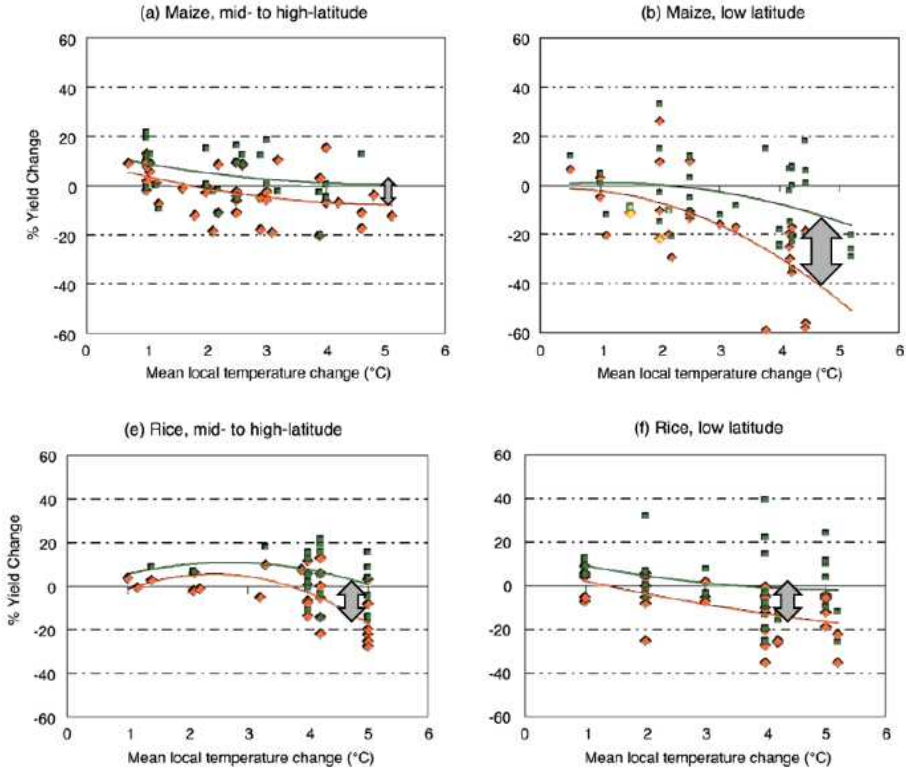 (a) Maize, mid- to high-latitude
(b) Maize, low latitude
60
40
20
0
-20
-40
-60
% Yield Change
0 1 2 3 4 5 6
Mean local temperature change (°C)
60
40
20
0
-20
-40
-60
0 1 2 3 4 5 6
Mean local temperature change (°C)
(e) Rice, mid- to high-latitude
(f) Rice, low latitude
60
40
20
0
-20
-40
-60
% Yield Change
0 1 2 3 4 5 6
Mean local temperature change (°C)
60
40
20
0
-20
-40
-60
0 1 2 3 4 5 6
Mean local temperature change (°C)